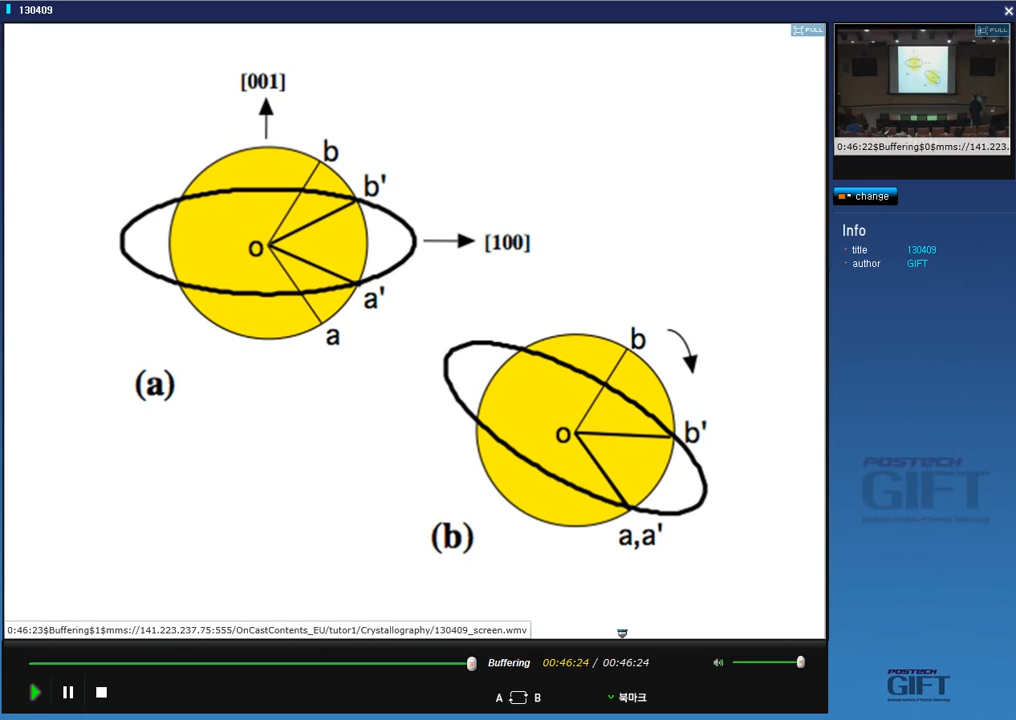 130409
FULL
[001]
b
b'
o
[100]
a'
a
(a)
b
o
b'
a,a'
(b)
0:46:23$Buffering$1$mms://141.223.237.75:555/OnCastContents_EU/tutor1/Crystallography/130409_screen.wmv
Buffering 00:46:24 / 00:46:24
A B 북마크
FULL
0:46:22$Buffering$0$mms://141.223.
change
Info
title 130409
author GIFT
POSTECH
GIFT
POSTECH
GIFT